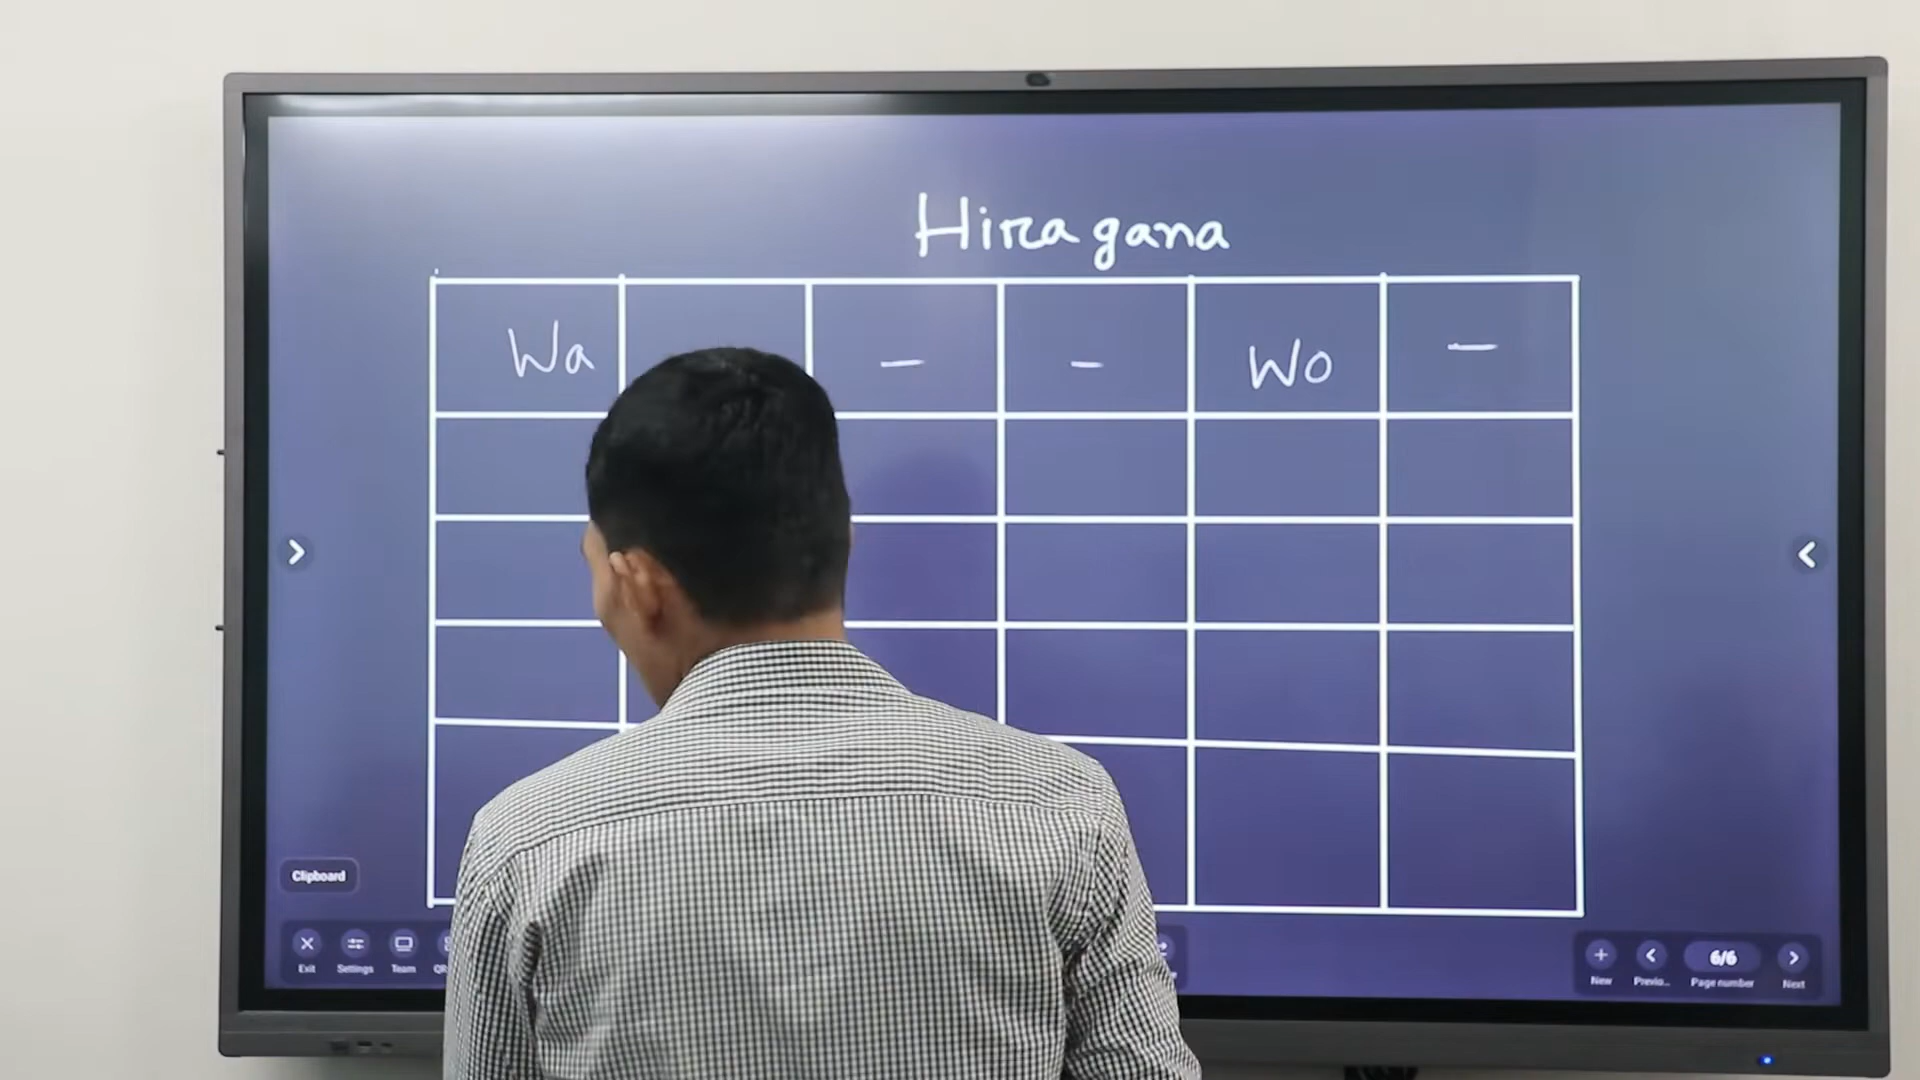 Hiragana
Wa — — Wo —
Clipboard
Exit Settings Team
New Previo... 6/6 Page number Next